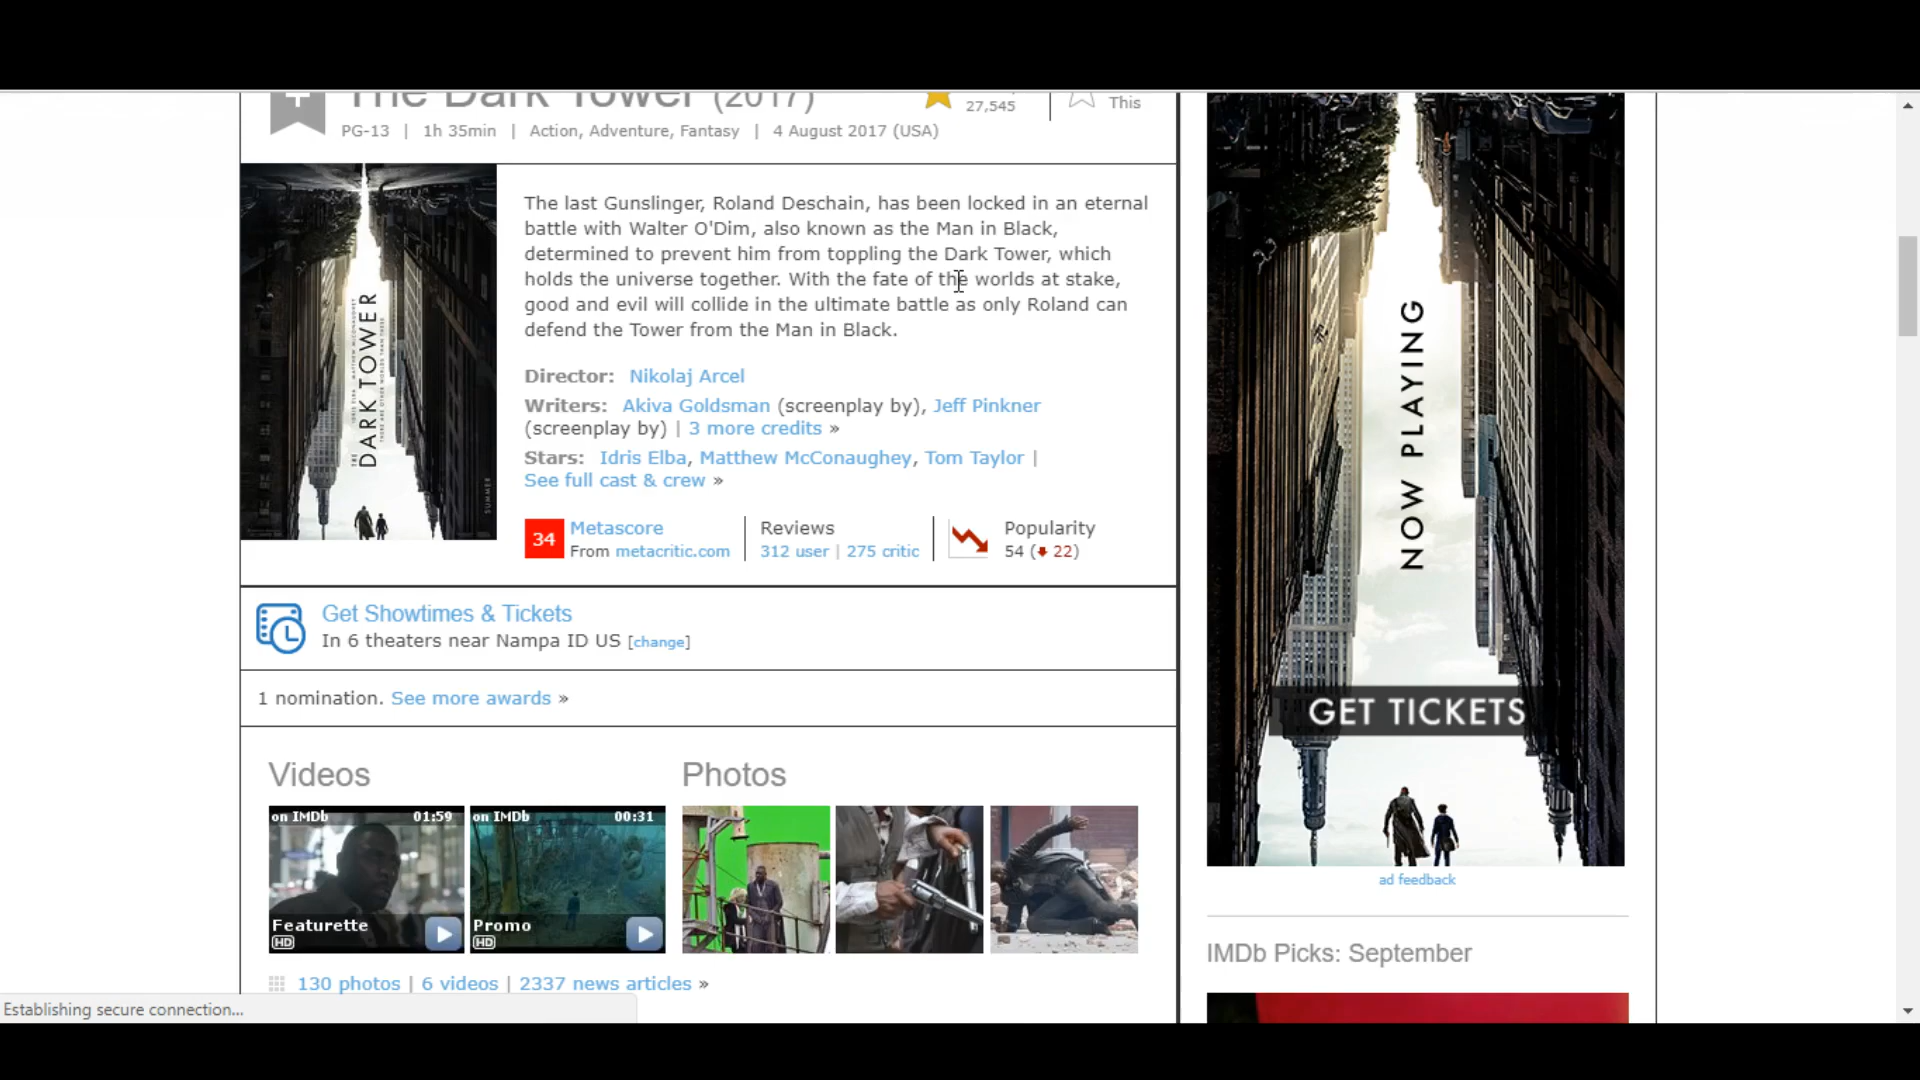 The Dark Tower (2017)
27,545
This
PG-13 | 1h 35min | Action, Adventure, Fantasy | 4 August 2017 (USA)
The last Gunslinger, Roland Deschain, has been locked in an eternal
battle with Walter O'Dim, also known as the Man in Black,
determined to prevent him from toppling the Dark Tower, which
holds the universe together. With the fate of the worlds at stake,
good and evil will collide in the ultimate battle as only Roland can
defend the Tower from the Man in Black.
DARK TOWER
SUMMER
Director: Nikolaj Arcel
Writers: Akiva Goldsman (screenplay by), Jeff Pinkner
(screenplay by) | 3 more credits »
Stars: Idris Elba, Matthew McConaughey, Tom Taylor |
See full cast & crew »
34
Metascore
From metacritic.com
Reviews
312 user | 275 critic
Popularity
54 (22)
Get Showtimes & Tickets
In 6 theaters near Nampa ID US [change]
1 nomination. See more awards »
Videos
Photos
on IMDb 01:59
Featurette
HD
on IMDb 00:31
Promo
HD
130 photos | 6 videos | 2337 news articles »
Establishing secure connection...
NOW PLAYING
GET TICKETS
ad feedback
IMDb Picks: September